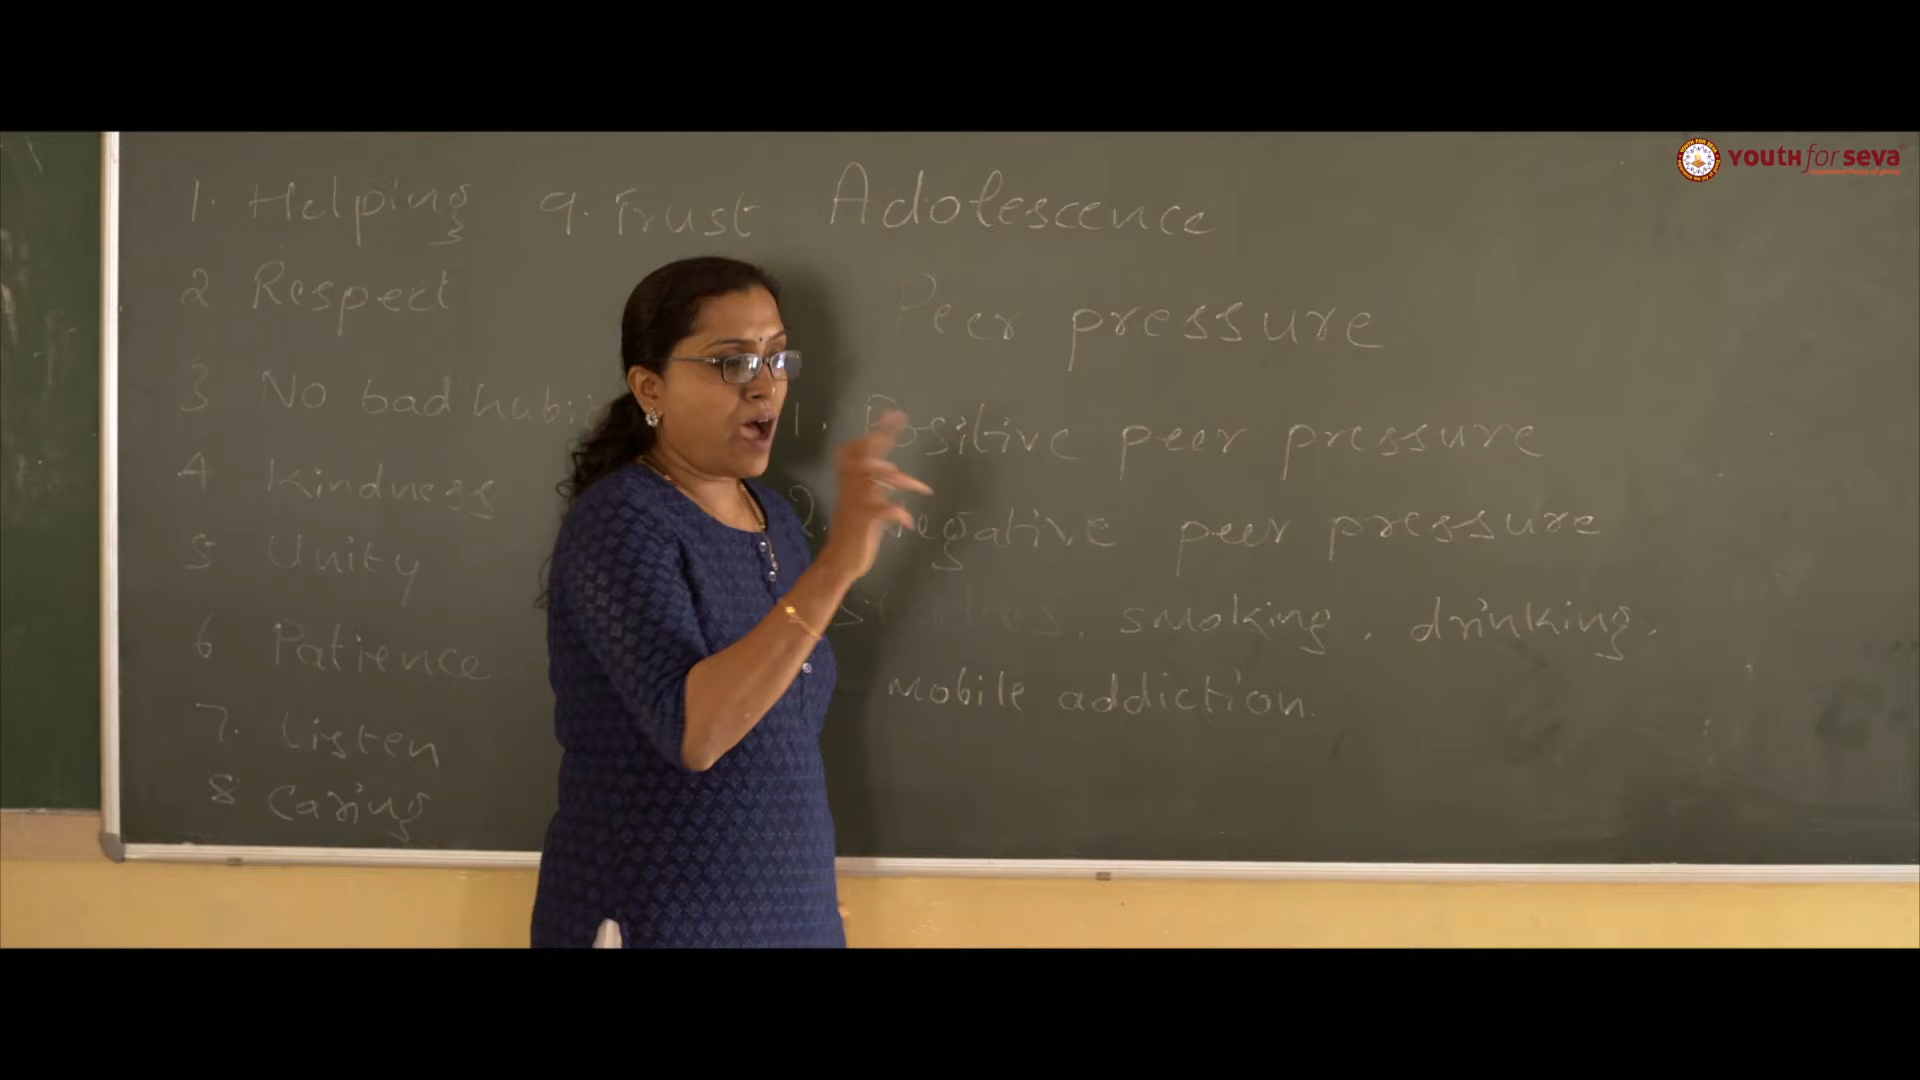 1. Helping
2 Respect
3 No bad habi
4 Kindness
5 Unity
6 Patience
7. Listen
8 Caring
9. Trust
Adolescence
Peer pressure
1. Positive peer pressure
2. negative peer pressure
smoking, drinking,
mobile addiction.
YOUTH for SEVA